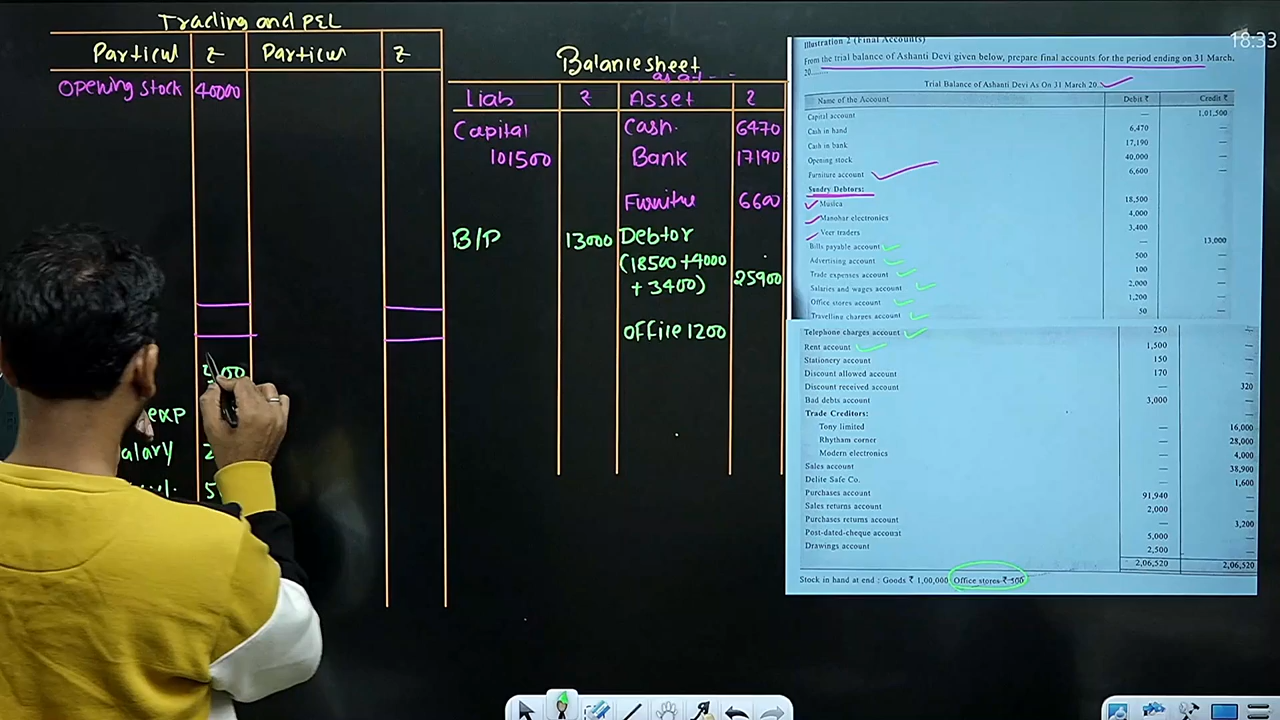 Trading and P&L
Particul ₹ Particus ₹
Opening stock 40000
exp
alary
Balance sheet
as at - - -
Liab ₹ Asset ₹
Capital Cash. 6470
101500 Bank 17190
Furnitre 6600
B/P 13000 Debtor
(18500 + 4000
+ 3400) 25900
office 1200
18:33
Illustration 2 (Final Accounts)
From the trial balance of Ashanti Devi given below, prepare final accounts for the period ending on 31 March,
20........
Trial Balance of Ashanti Devi As On 31 March 20
Name of the Account Debit ₹ Credit ₹
Capital account — 1,01,500
Cash in hand 6,470 —
Cash in bank 17,190 —
Opening stock 40,000 —
Furniture account 6,600 —
Sundry Debtors:
Musica 18,500 —
Manohar electronics 4,000 —
Veer traders 3,400 —
Bills payable account — 13,000
Advertising account 500 —
Trade expenses account 100 —
Salaries and wages account 2,000 —
Office stores account 1,200 —
Travelling charges account 50 —
Telephone charges account 250 —
Rent account 1,500 —
Stationery account 150 —
Discount allowed account 170 —
Discount received account — 320
Bad debts account 3,000 —
Trade Creditors:
Tony limited — 16,000
Rhytham corner — 28,000
Modern electronics — 4,000
Sales account — 38,900
Delite Safe Co. — 1,600
Purchases account 91,940 —
Sales returns account 2,000 —
Purchases returns account — 3,200
Post-dated-cheque account 5,000 —
Drawings account 2,500 —
2,06,520 2,06,520
Stock in hand at end : Goods ₹ 1,00,000 Office stores ₹ 500